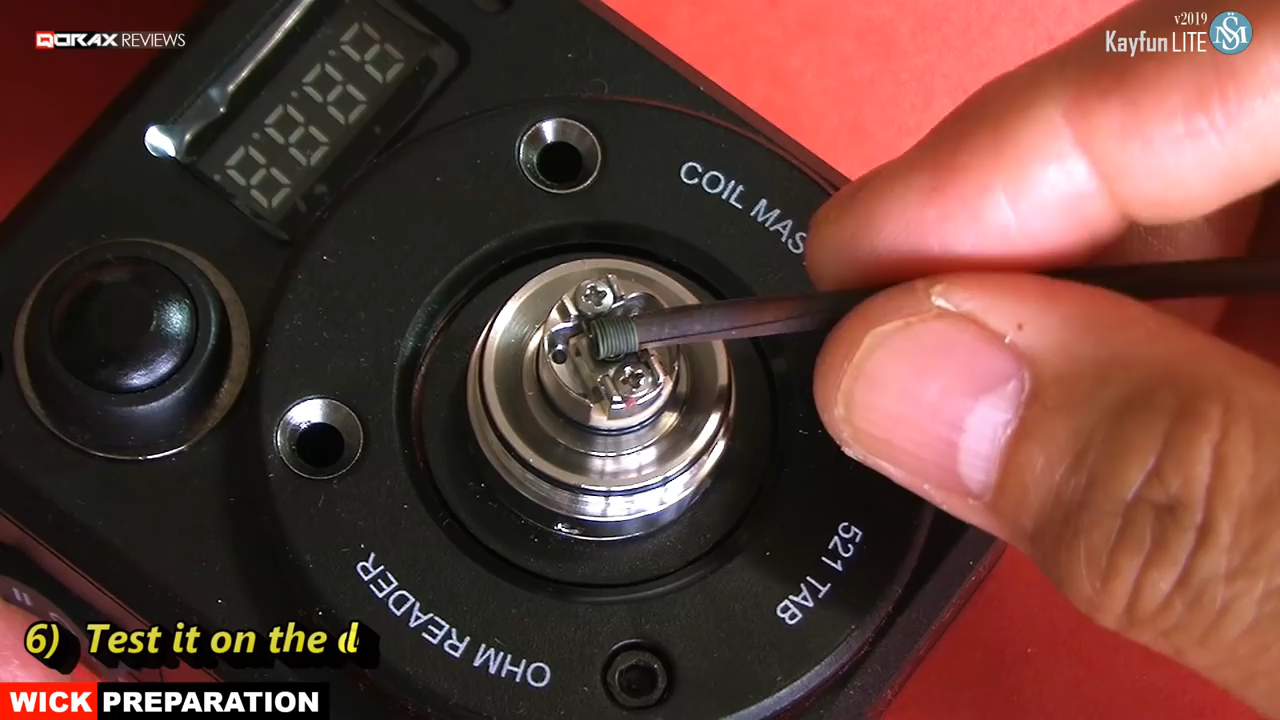 QORAX REVIEWS
v2019
Kayfun LITE
COIL MAS
521 TAB
OHM READER
6) Test it on the d
WICK PREPARATION